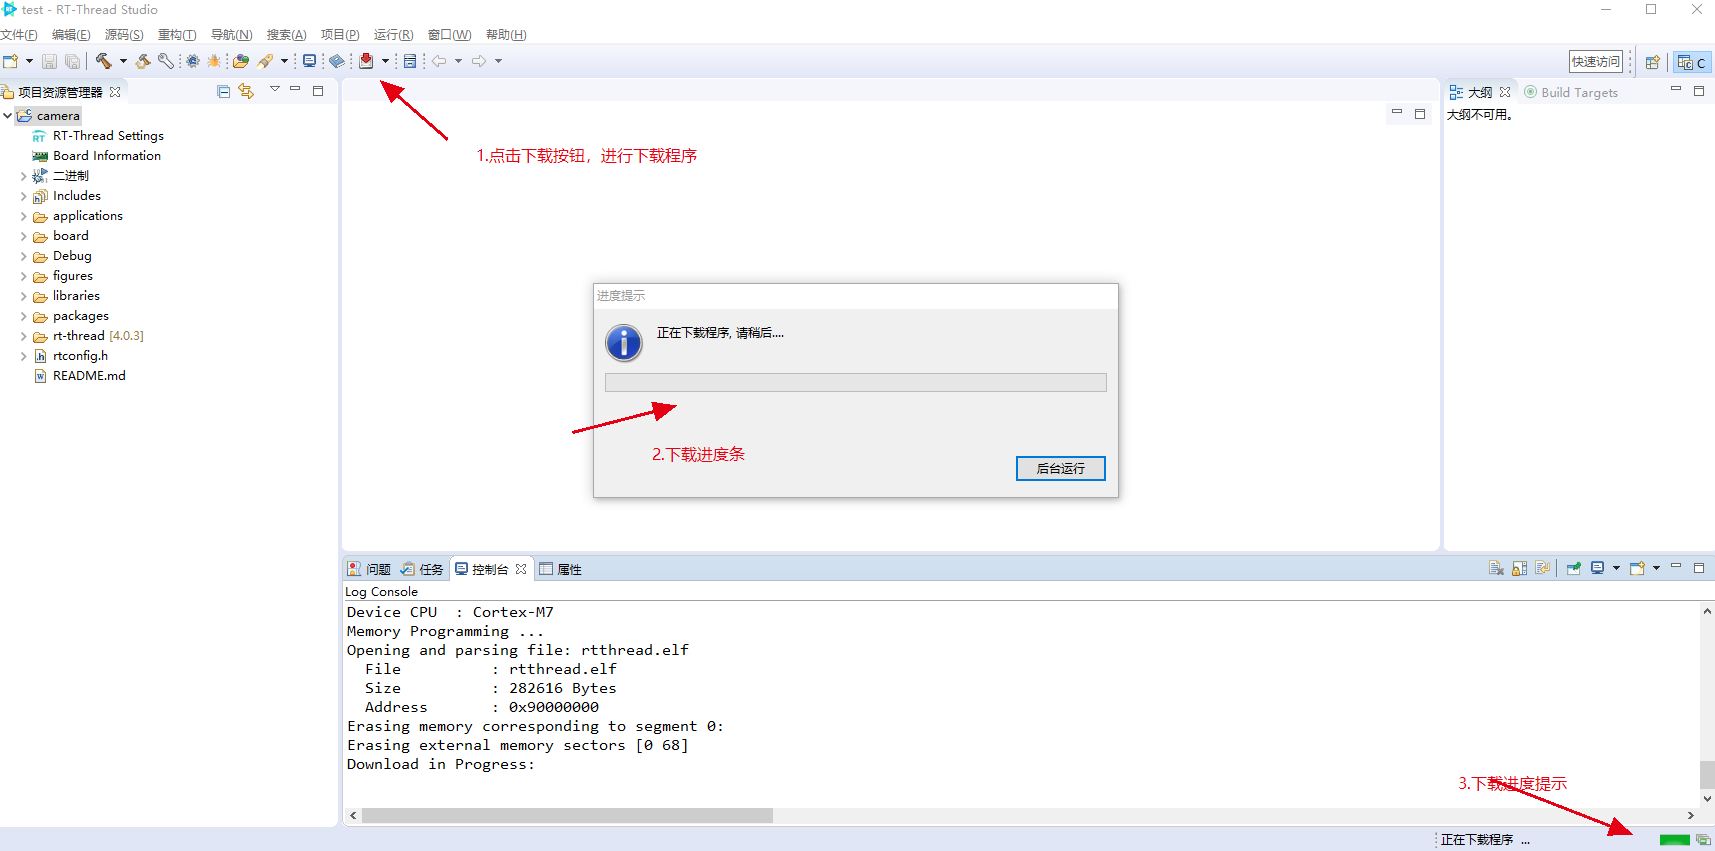 test - RT-Thread Studio
文件(F) 编辑(E) 源码(S) 重构(T) 导航(N) 搜索(A) 项目(P) 运行(R) 窗口(W) 帮助(H)
快速访问
C
项目资源管理器
camera
RT-Thread Settings
Board Information
二进制
Includes
applications
board
Debug
figures
libraries
packages
rt-thread [4.0.3]
rtconfig.h
README.md
1.点击下载按钮，进行下载程序
进度提示
正在下载程序, 请稍后....
2.下载进度条
后台运行
大纲 Build Targets
大纲不可用。
问题 任务 控制台 属性
Log Console
Device CPU  : Cortex-M7
Memory Programming ...
Opening and parsing file: rtthread.elf
File          : rtthread.elf
Size          : 282616 Bytes
Address       : 0x90000000
Erasing memory corresponding to segment 0:
Erasing external memory sectors [0 68]
Download in Progress:
3.下载进度提示
正在下载程序 ...